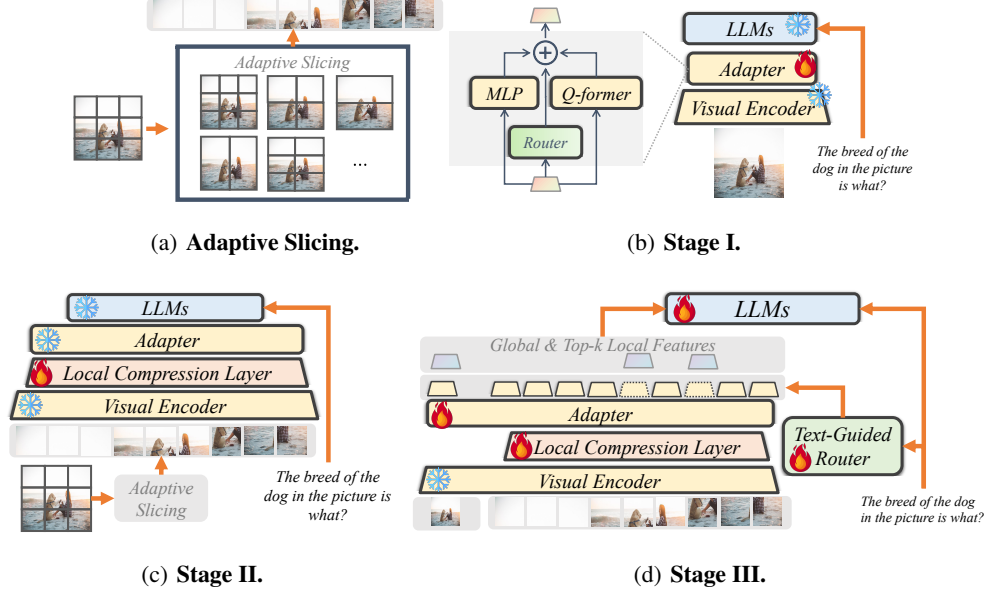 Adaptive Slicing
...
(a) Adaptive Slicing.
MLP
Q-former
Router
LLMs
Adapter
Visual Encoder
The breed of the
dog in the picture
is what?
(b) Stage I.
LLMs
Adapter
Local Compression Layer
Visual Encoder
Adaptive
Slicing
The breed of the
dog in the picture is
what?
(c) Stage II.
LLMs
Global & Top-k Local Features
Adapter
Local Compression Layer
Visual Encoder
Text-Guided
Router
The breed of the dog
in the picture is what?
(d) Stage III.